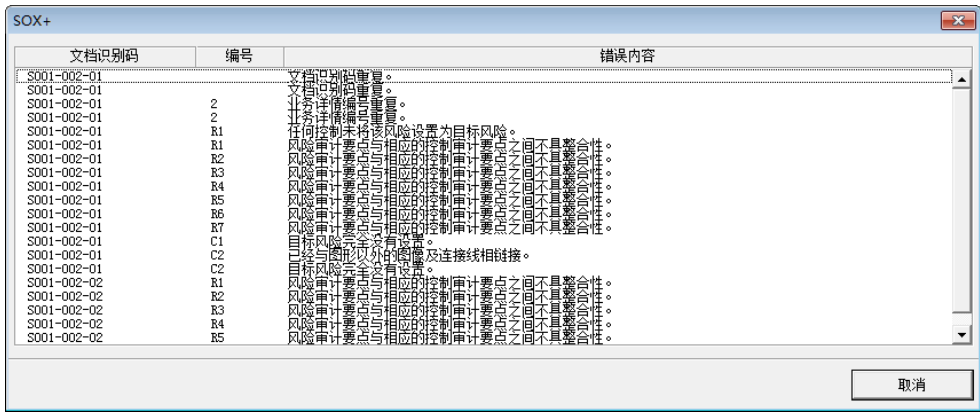 SOX+
文档识别码 编号 错误内容
S001-002-01 文档识别码重复。
S001-002-01 文档识别码重复。
S001-002-01 2 业务详情编号重复。
S001-002-01 2 业务详情编号重复。
S001-002-01 R1 任何控制未将该风险设置为目标风险。
S001-002-01 R1 风险审计要点与相应的控制审计要点之间不具整合性。
S001-002-01 R2 风险审计要点与相应的控制审计要点之间不具整合性。
S001-002-01 R3 风险审计要点与相应的控制审计要点之间不具整合性。
S001-002-01 R4 风险审计要点与相应的控制审计要点之间不具整合性。
S001-002-01 R5 风险审计要点与相应的控制审计要点之间不具整合性。
S001-002-01 R6 风险审计要点与相应的控制审计要点之间不具整合性。
S001-002-01 R7 风险审计要点与相应的控制审计要点之间不具整合性。
S001-002-01 C1 目标风险完全没有设置。
S001-002-01 C2 已经与图形以外的图像及连接线相链接。
S001-002-01 C2 目标风险完全没有设置。
S001-002-02 R1 风险审计要点与相应的控制审计要点之间不具整合性。
S001-002-02 R2 风险审计要点与相应的控制审计要点之间不具整合性。
S001-002-02 R3 风险审计要点与相应的控制审计要点之间不具整合性。
S001-002-02 R4 风险审计要点与相应的控制审计要点之间不具整合性。
S001-002-02 R5 风险审计要点与相应的控制审计要点之间不具整合性。
取消